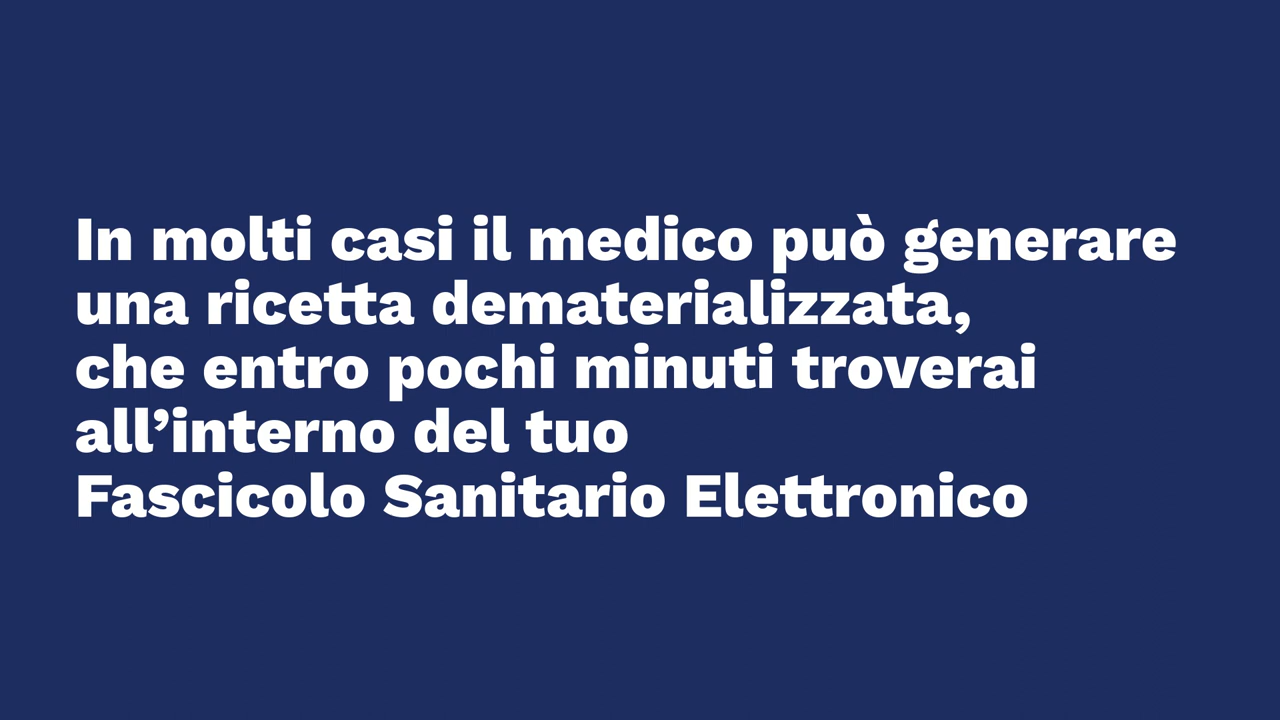 In molti casi il medico può generare
una ricetta dematerializzata,
che entro pochi minuti troverai
all’interno del tuo
Fascicolo Sanitario Elettronico